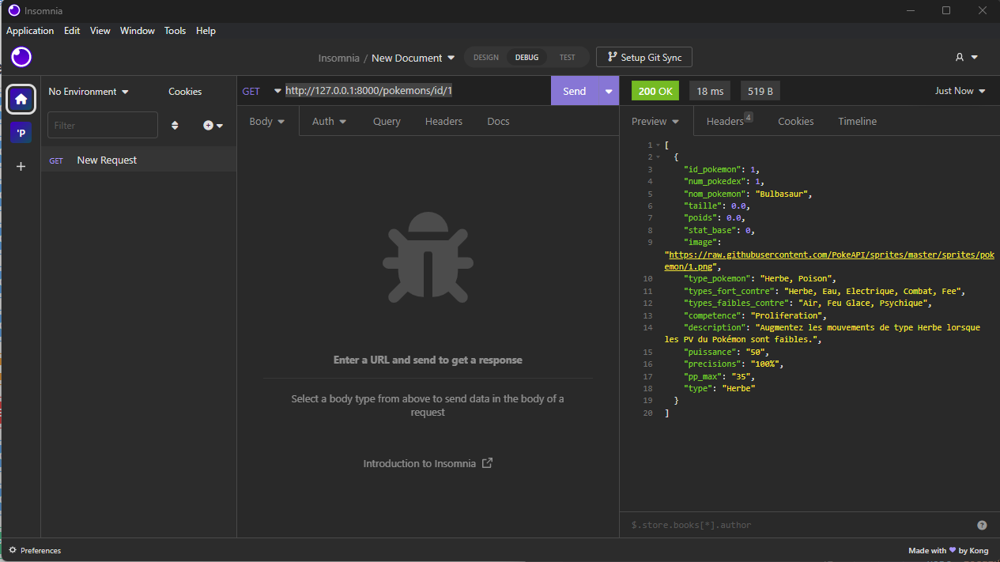 Insomnia
Application Edit View Window Tools Help
Insomnia / New Document DESIGN DEBUG TEST Setup Git Sync
No Environment Cookies
Filter
GET New Request
'P
GET http://127.0.0.1:8000/pokemons/id/1 Send
Body Auth Query Headers Docs
Enter a URL and send to get a response
Select a body type from above to send data in the body of a
request
Introduction to Insomnia
200 OK 18 ms 519 B Just Now
Preview Headers 4 Cookies Timeline
1 [
2 {
3 "id_pokemon": 1,
4 "num_pokedex": 1,
5 "nom_pokemon": "Bulbasaur",
6 "taille": 0.0,
7 "poids": 0.0,
8 "stat_base": 0,
9 "image":
"https://raw.githubusercontent.com/PokeAPI/sprites/master/sprites/pok
emon/1.png",
10 "type_pokemon": "Herbe, Poison",
11 "types_fort_contre": "Herbe, Eau, Electrique, Combat, Fee",
12 "types_faibles_contre": "Air, Feu Glace, Psychique",
13 "competence": "Proliferation",
14 "description": "Augmentez les mouvements de type Herbe lorsque
les PV du Pokémon sont faibles.",
15 "puissance": "50",
16 "precisions": "100%",
17 "pp_max": "35",
18 "type": "Herbe"
19 }
20 ]
$.store.books[*].author
Preferences
Made with ♥ by Kong